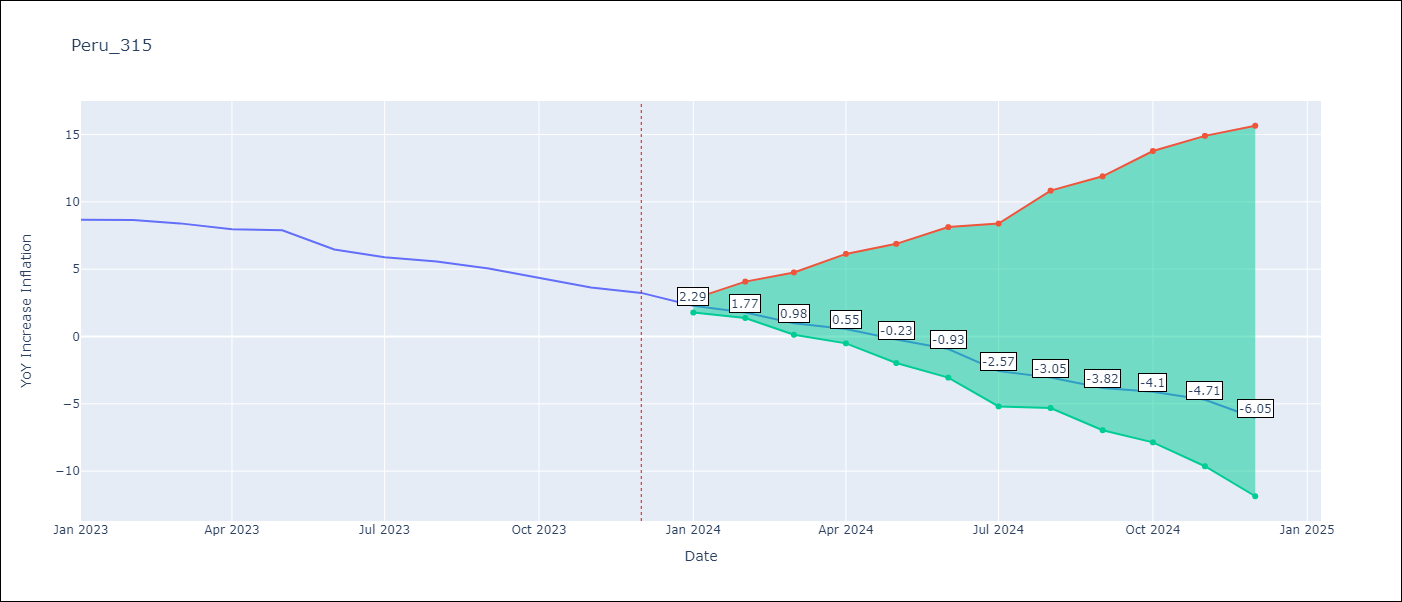 Peru_315
YoY Increase Inflation
15
10
5
0
−5
−10
2.29
1.77
0.98
0.55
-0.23
-0.93
-2.57
-3.05
-3.82
-4.1
-4.71
-6.05
Jan 2023
Apr 2023
Jul 2023
Oct 2023
Jan 2024
Apr 2024
Jul 2024
Oct 2024
Jan 2025
Date